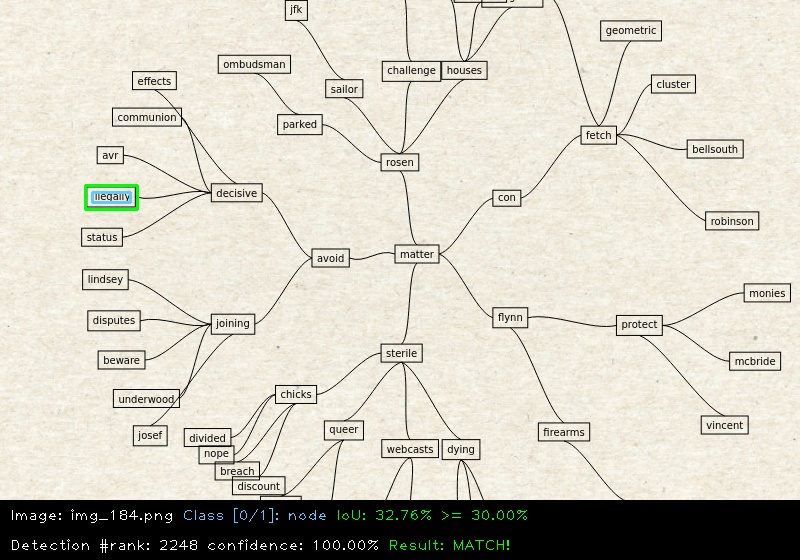 jfk
geometric
ombudsman
challenge houses
effects
cluster
sailor
communion
parked
fetch
bellsouth
avr
rosen
illegally
decisive
con
robinson
status
avoid
matter
lindsey
monies
disputes
joining
flynn
protect
beware
sterile
mcbride
underwood
chicks
josef
divided
queer
firearms
vincent
nope
webcasts
dying
breach
discount
Image: img_184.png Class [0/1]: node IoU: 32.76% >= 30.00%
Detection #rank: 2248 confidence: 100.00% Result: MATCH!